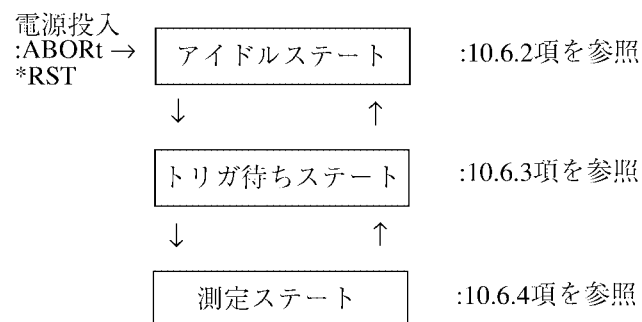 電源投入
:ABORt → アイドルステート :10.6.2項を参照
*RST
↓ ↑
トリガ待ちステート :10.6.3項を参照
↓ ↑
測定ステート :10.6.4項を参照